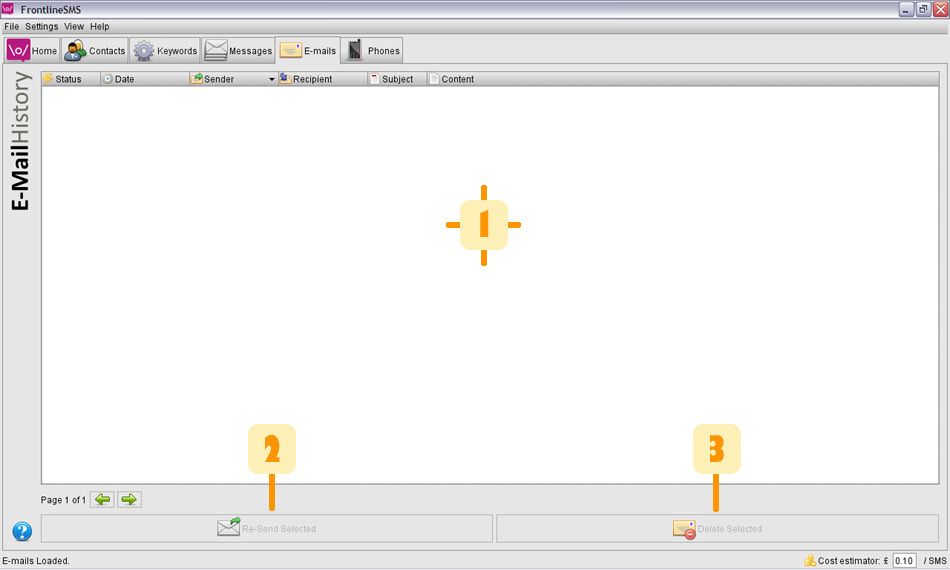 FrontlineSMS
File Settings View Help
\o/ Home Contacts Keywords Messages E-mails Phones
E-MailHistory
Status Date Sender Recipient Subject Content
1
2
3
Page 1 of 1
? Re-Send Selected Delete Selected
E-mails Loaded. Cost estimator: £ 0.10 / SMS